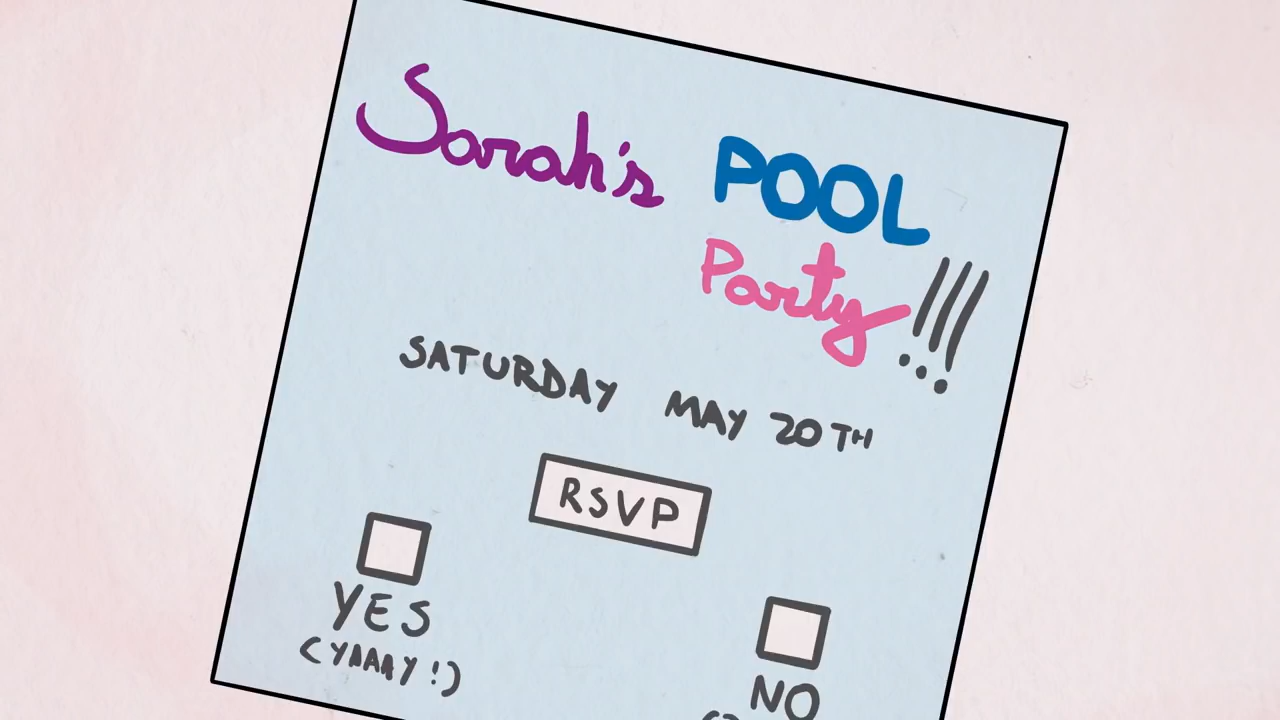 Sarah's POOL
Party!!!
SATURDAY MAY 20TH
RSVP
YES
(YAAAY!)
NO